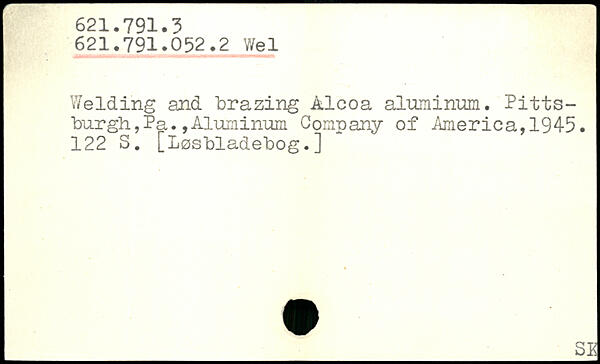 621.791.3
621.791.052.2 Wel
Welding and brazing Alcoa aluminum. Pitts-
burgh,Pa.,Aluminum Company of America,1945.
122 S. [Løsbladebog.]
SK